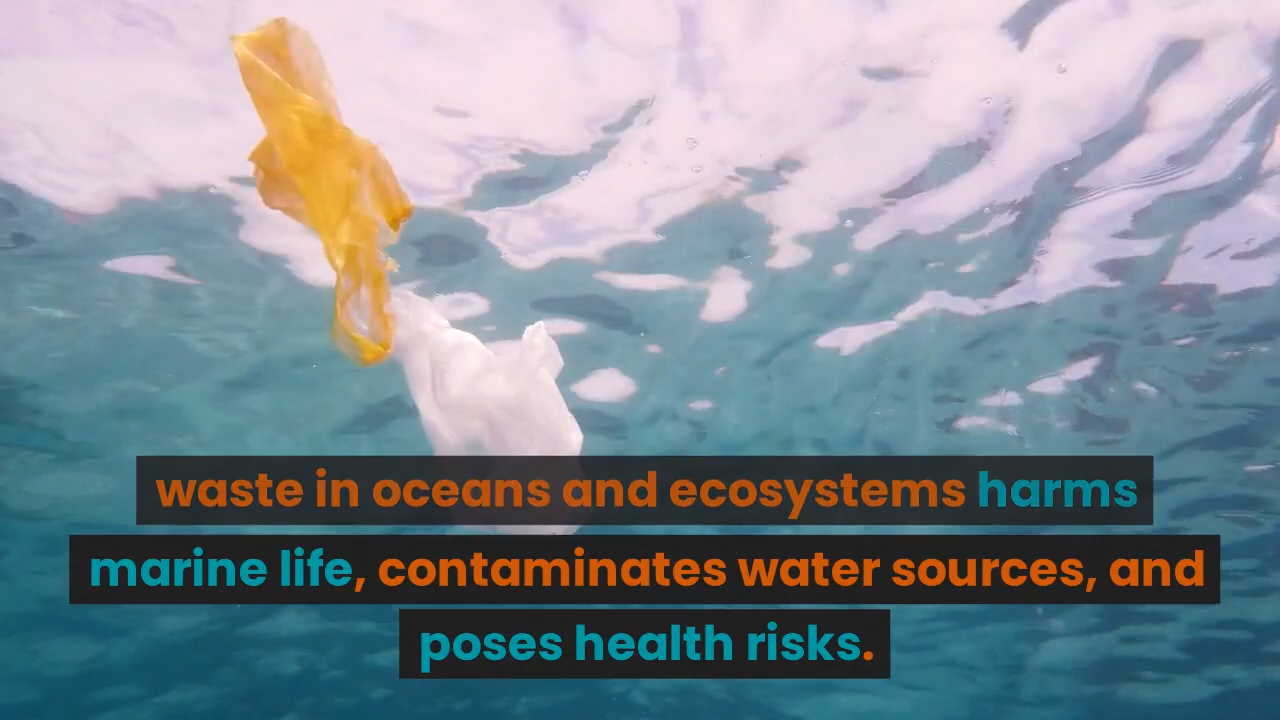 waste in oceans and ecosystems harms
marine life, contaminates water sources, and
poses health risks.